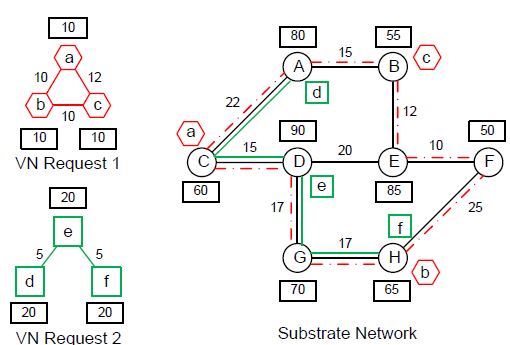 10
a
10 12
b 10 c
10 10
VN Request 1
20
e
5 5
d f
20 20
VN Request 2
80 55
15
A B c
d
22 12
a 90 50
15 20 10
C D E F
60 e 85
17 25
f
17
G H
b
70 65
Substrate Network